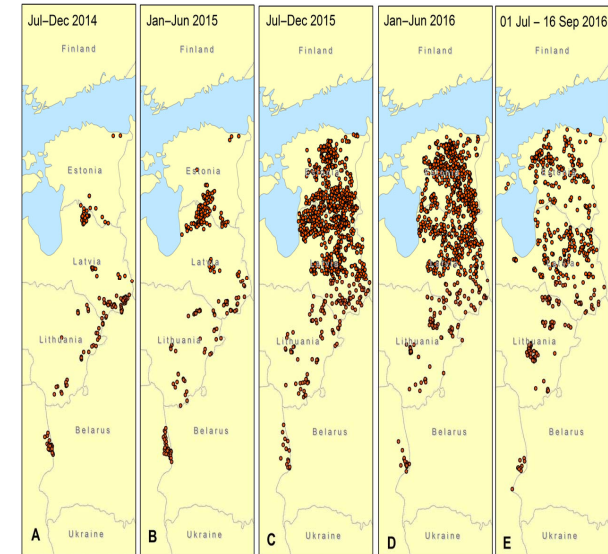 Jul–Dec 2014
Finland
Estonia
Latvia
Lithuania
Belarus
A
Ukraine
Jan–Jun 2015
Finland
Estonia
Latvia
Lithuania
Belarus
B
Ukraine
Jul–Dec 2015
Finland
Lithuania
Belarus
C
Ukraine
Jan–Jun 2016
Finland
Lithuania
Belarus
D
Ukraine
01 Jul – 16 Sep 2016
Finland
Lithuania
Belarus
E
Ukraine